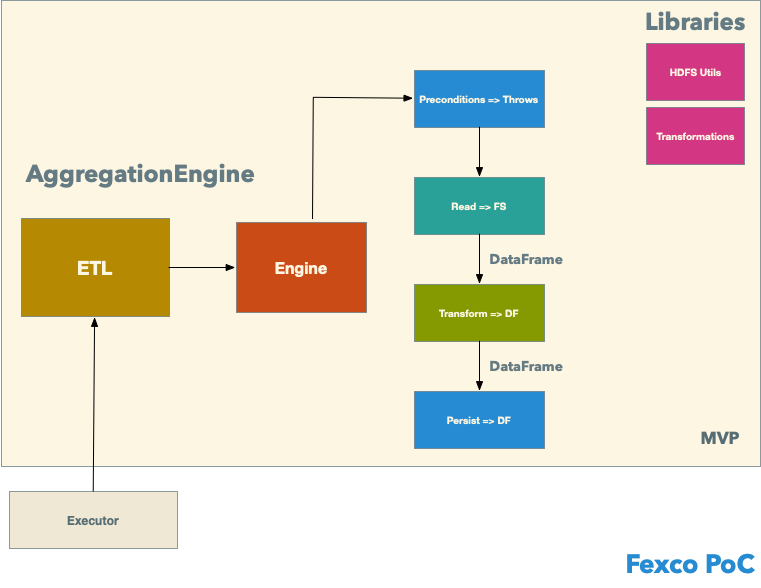 Libraries
HDFS Utils
Preconditions => Throws
Transformations
AggregationEngine
Read => FS
ETL
Engine
DataFrame
Transform => DF
DataFrame
Persist => DF
MVP
Executor
Fexco PoC